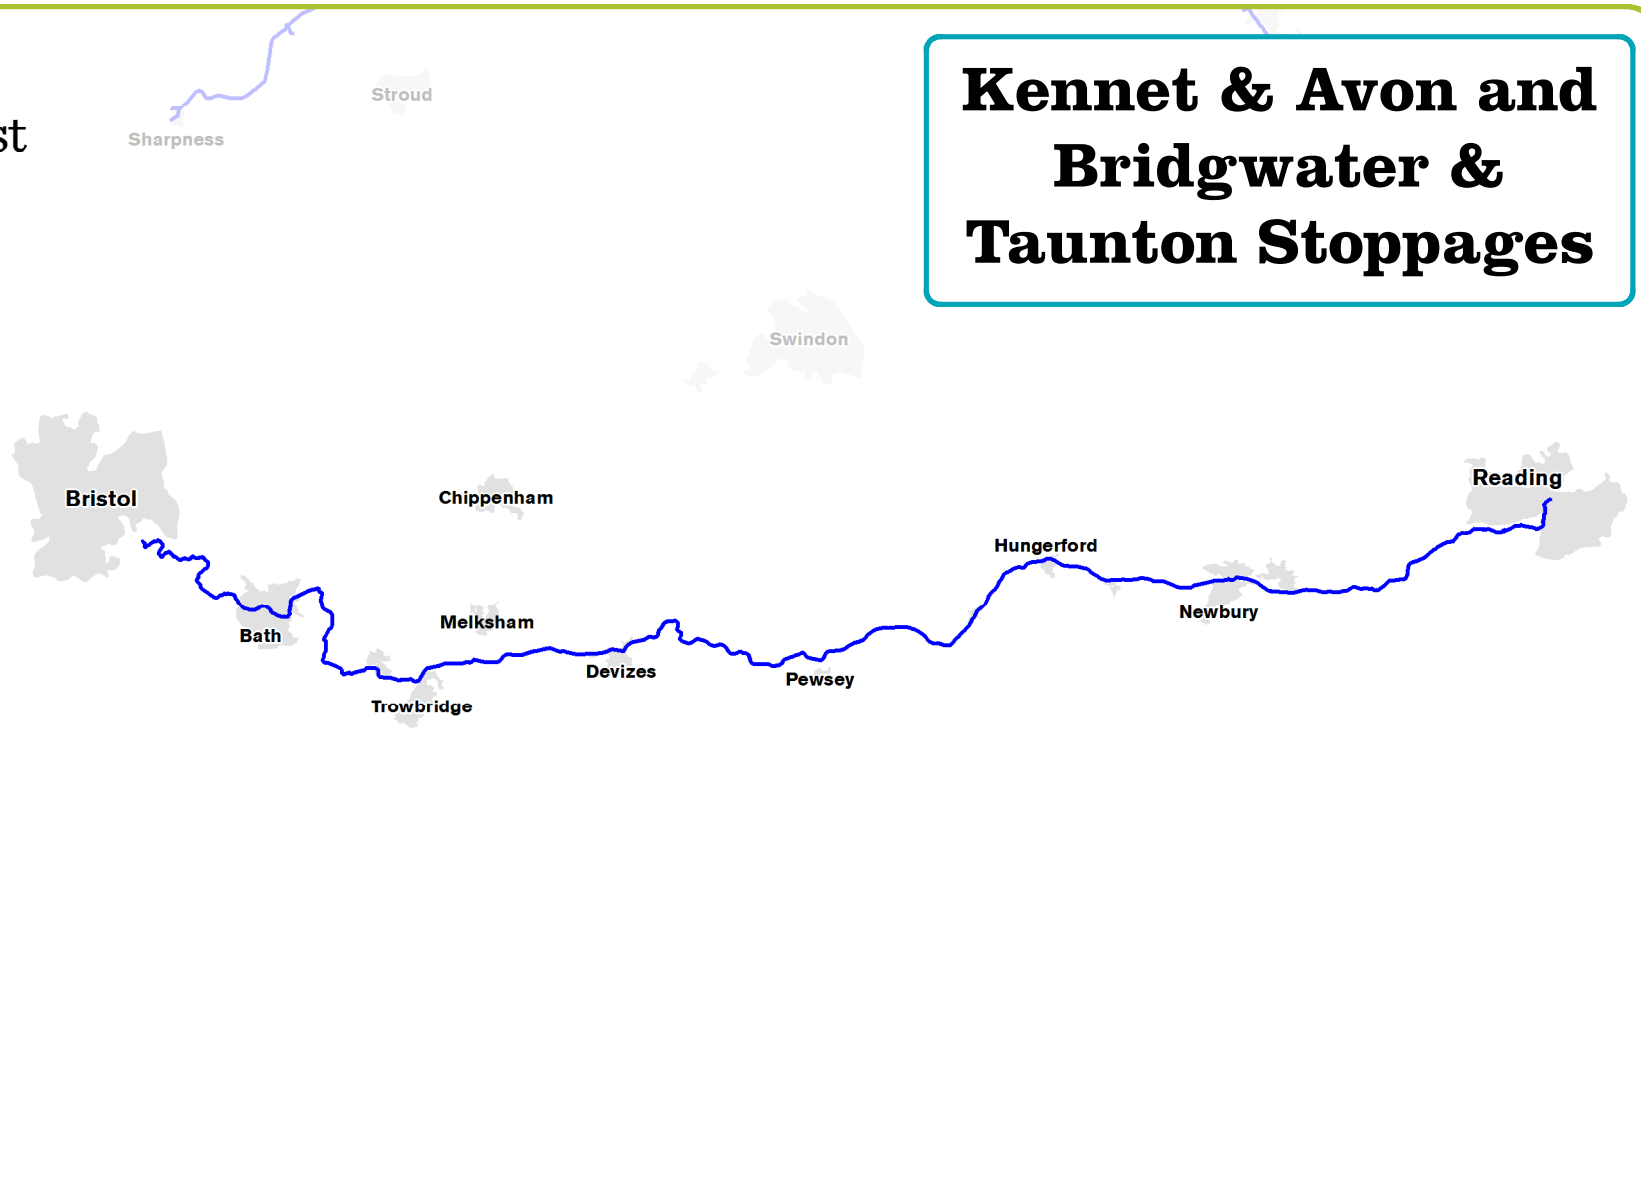 Kennet & Avon and
Bridgwater &
Taunton Stoppages
Stroud
st
Sharpness
Swindon
Reading
Chippenham
Bristol
Hungerford
Newbury
Melksham
Bath
Devizes
Pewsey
Trowbridge